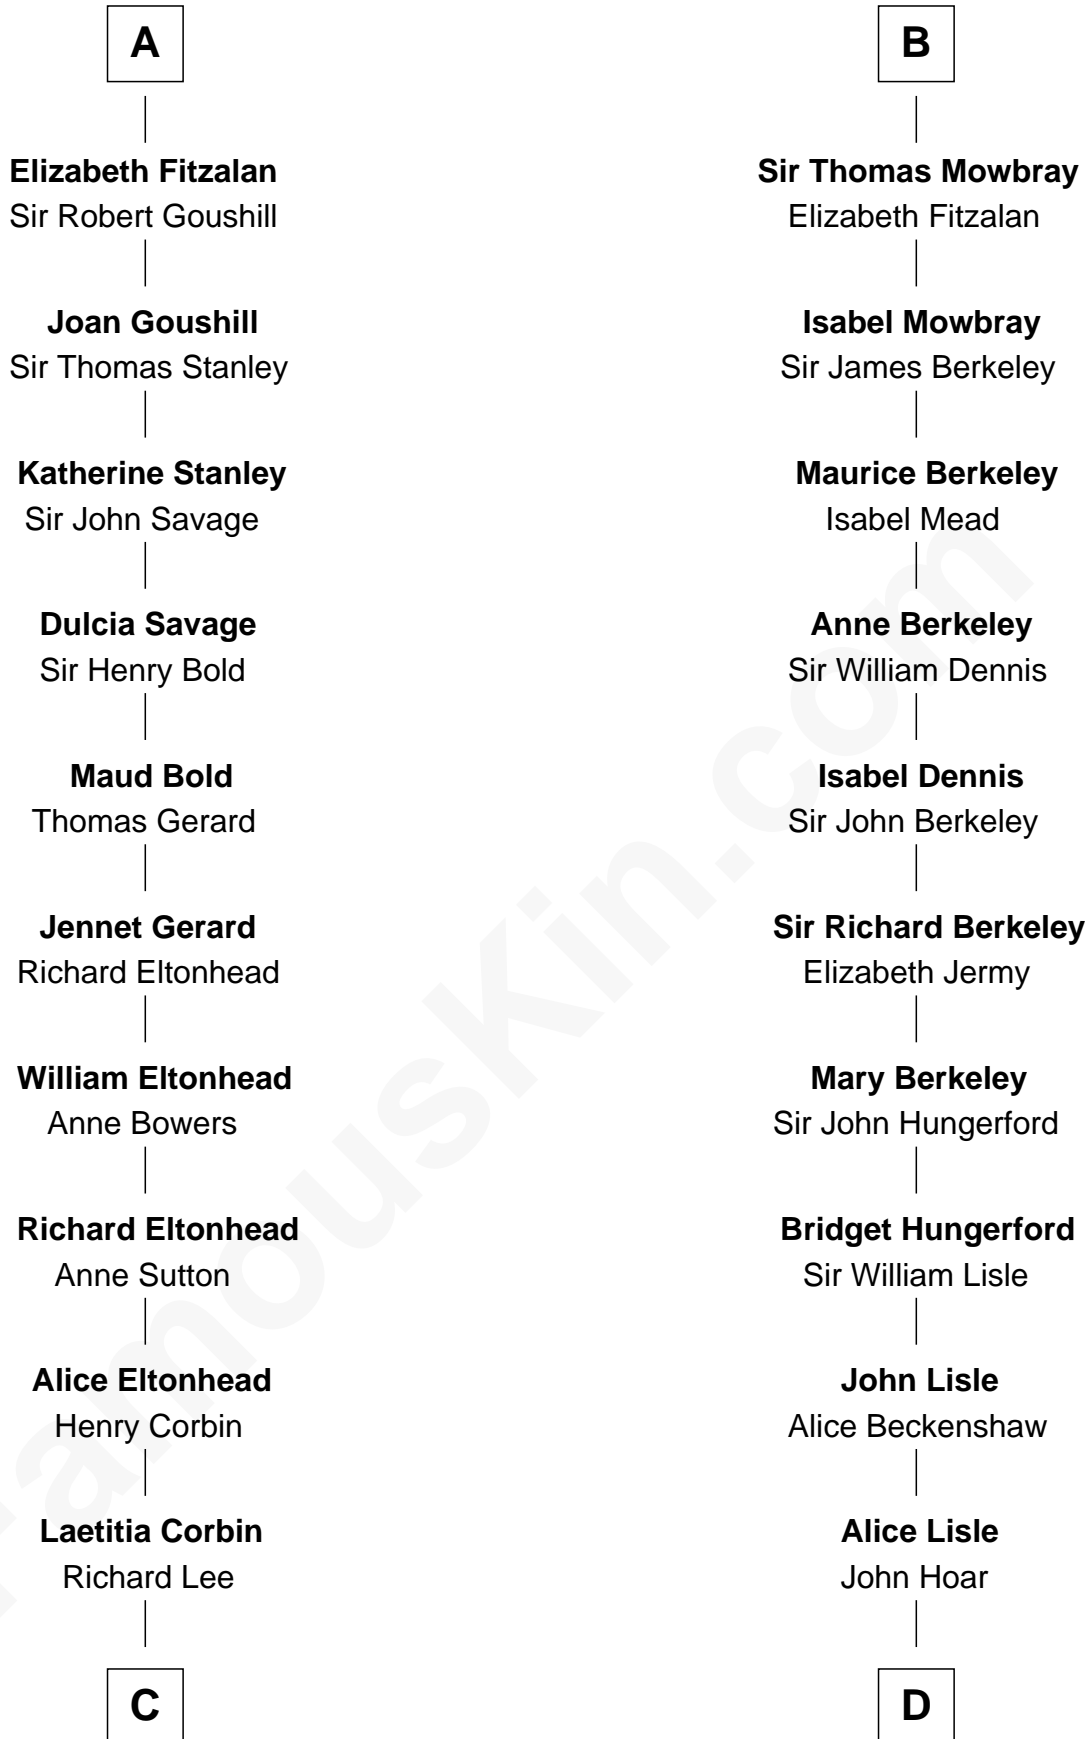 A
Elizabeth Fitzalan
Sir Robert Goushill
Joan Goushill
Sir Thomas Stanley
Katherine Stanley
Sir John Savage
Dulcia Savage
Sir Henry Bold
Maud Bold
Thomas Gerard
Jennet Gerard
Richard Eltonhead
William Eltonhead
Anne Bowers
Richard Eltonhead
Anne Sutton
Alice Eltonhead
Henry Corbin
Laetitia Corbin
Richard Lee
C
B
Sir Thomas Mowbray
Elizabeth Fitzalan
Isabel Mowbray
Sir James Berkeley
Maurice Berkeley
Isabel Mead
Anne Berkeley
Sir William Dennis
Isabel Dennis
Sir John Berkeley
Sir Richard Berkeley
Elizabeth Jermy
Mary Berkeley
Sir John Hungerford
Bridget Hungerford
Sir William Lisle
John Lisle
Alice Beckenshaw
Alice Lisle
John Hoar
D
FamousKin.com